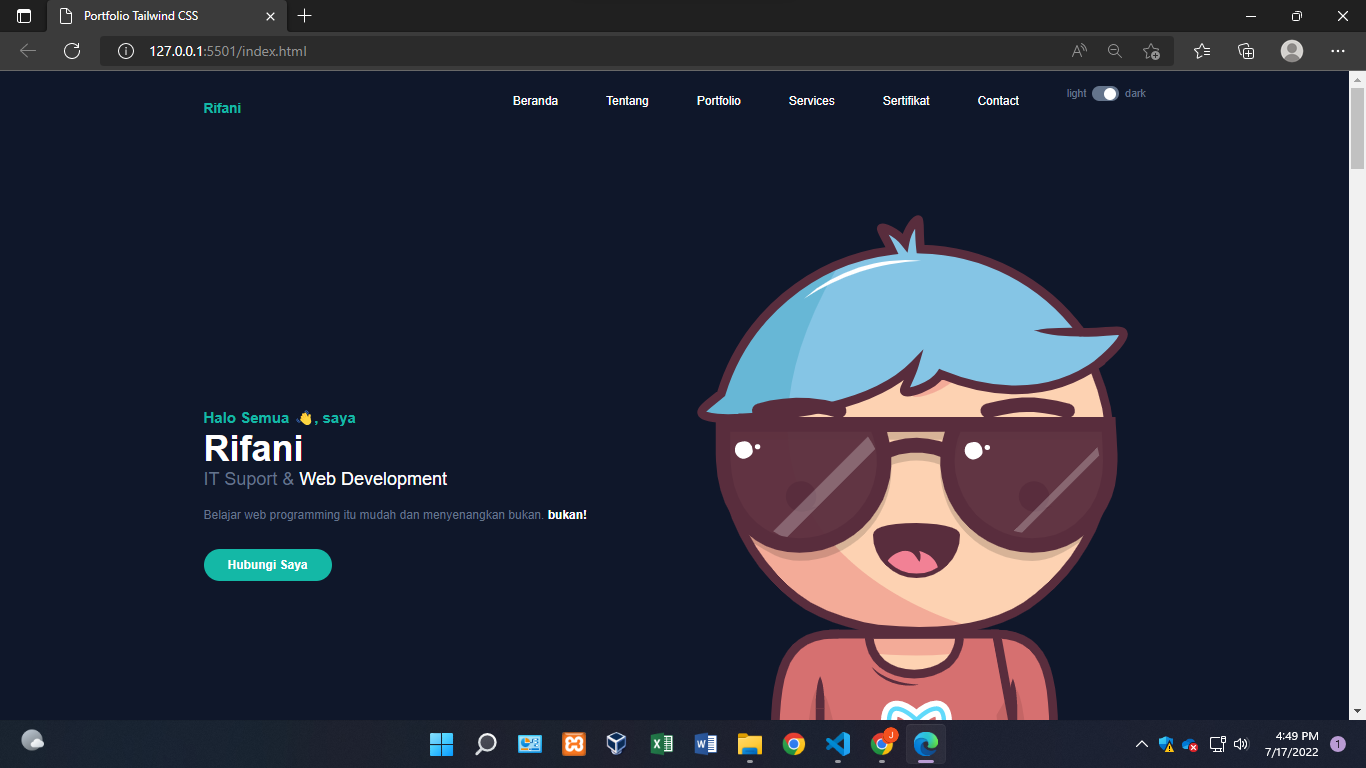 Portfolio Tailwind CSS
127.0.0.1:5501/index.html
Rifani
Beranda Tentang Portfolio Services Sertifikat Contact
light dark
Halo Semua 👋, saya
Rifani
IT Suport & Web Development
Belajar web programming itu mudah dan menyenangkan bukan. bukan!
Hubungi Saya
J
4:49 PM
7/17/2022
1